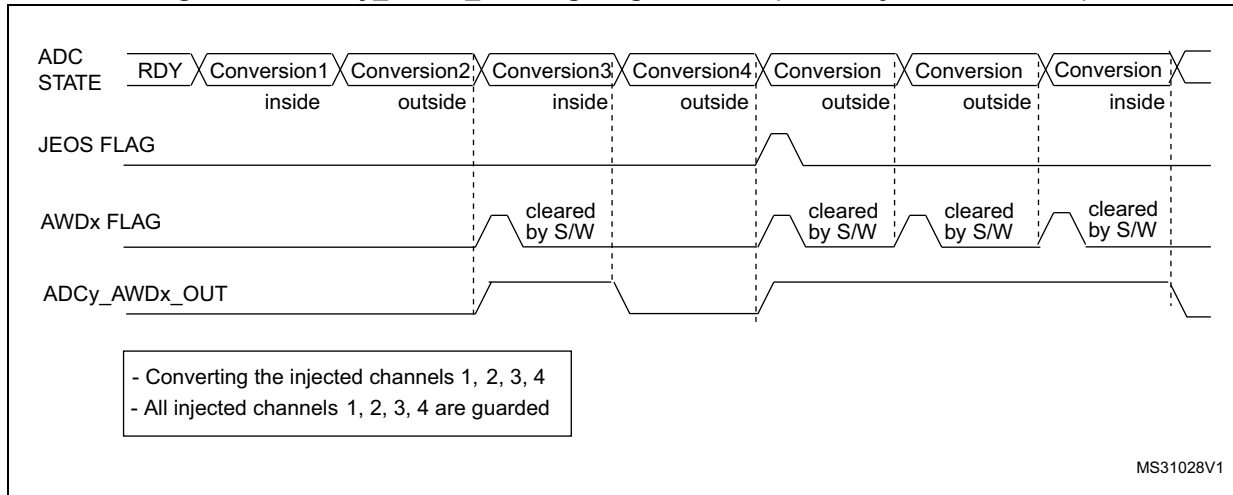 ADC
STATE
RDY Conversion1 Conversion2 Conversion3 Conversion4 Conversion Conversion Conversion
inside outside inside outside outside outside inside
JEOS FLAG
AWDx FLAG
cleared cleared cleared cleared
by S/W by S/W by S/W by S/W
ADCy_AWDx_OUT
- Converting the injected channels 1, 2, 3, 4
- All injected channels 1, 2, 3, 4 are guarded
MS31028V1